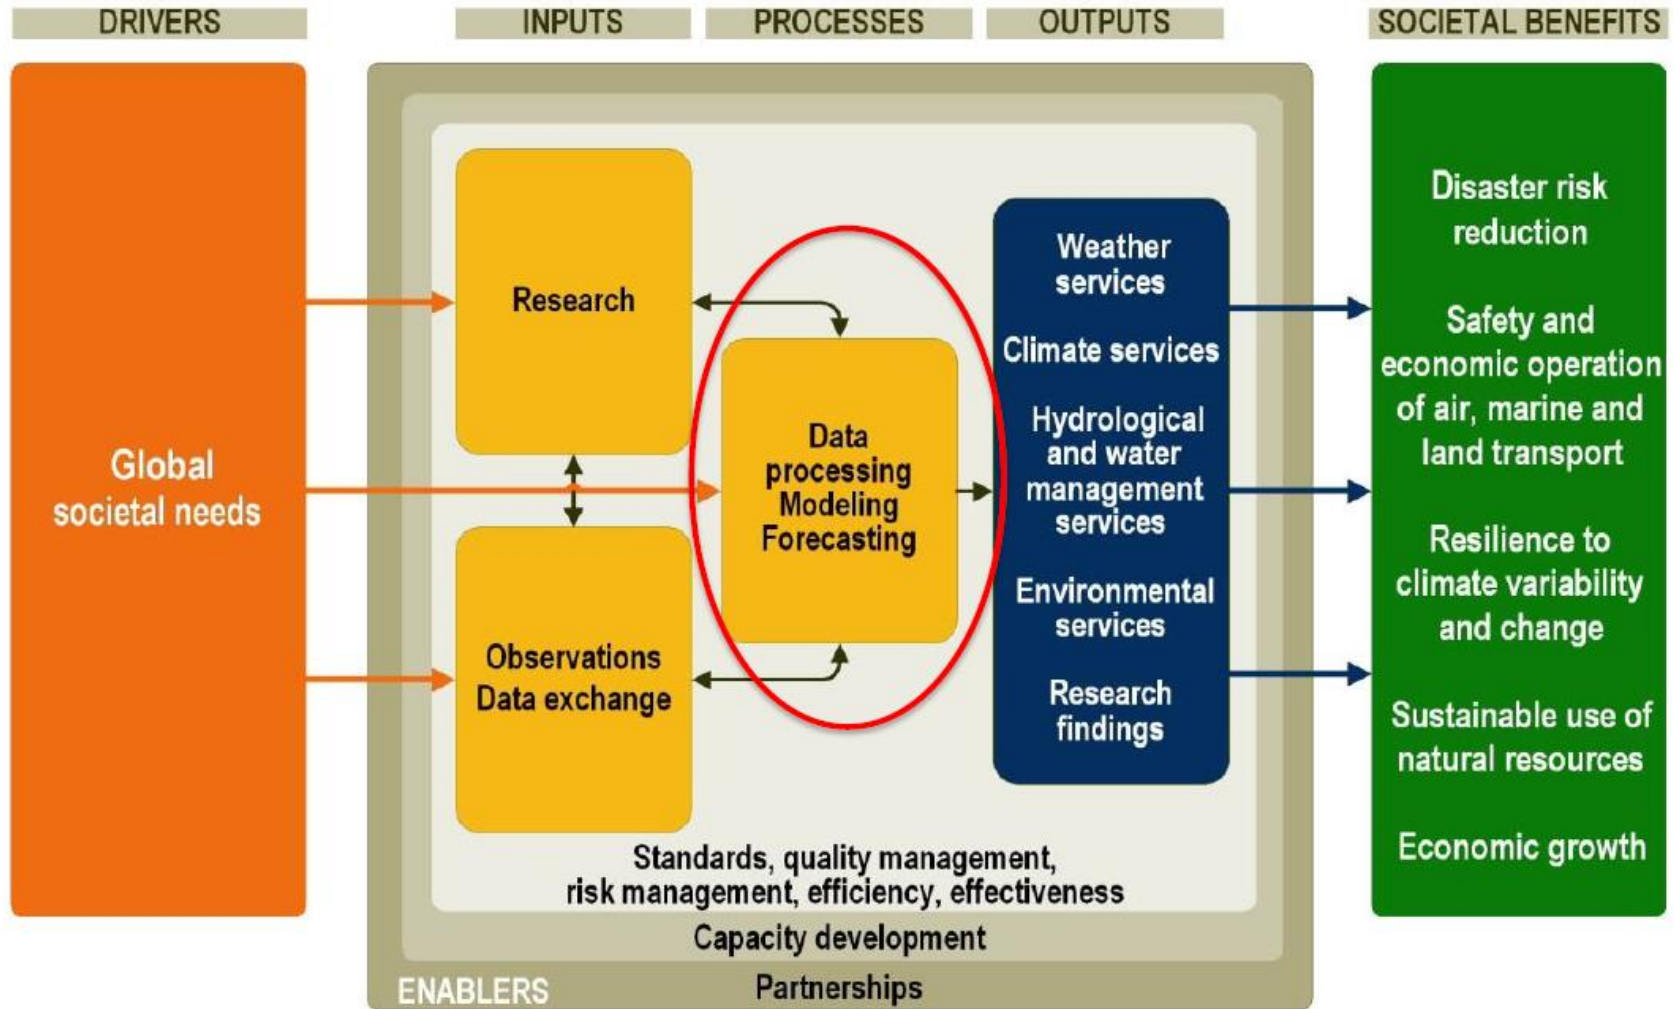 DRIVERS
INPUTS
PROCESSES
OUTPUTS
SOCIETAL BENEFITS
Global
societal needs
Research
Observations
Data exchange
Data
processing
Modeling
Forecasting
Weather
services
Climate services
Hydrological
and water
management
services
Environmental
services
Research
findings
Disaster risk
reduction
Safety and
economic operation
of air, marine and
land transport
Resilience to
climate variability
and change
Sustainable use of
natural resources
Economic growth
Standards, quality management,
risk management, efficiency, effectiveness
Capacity development
Partnerships
ENABLERS